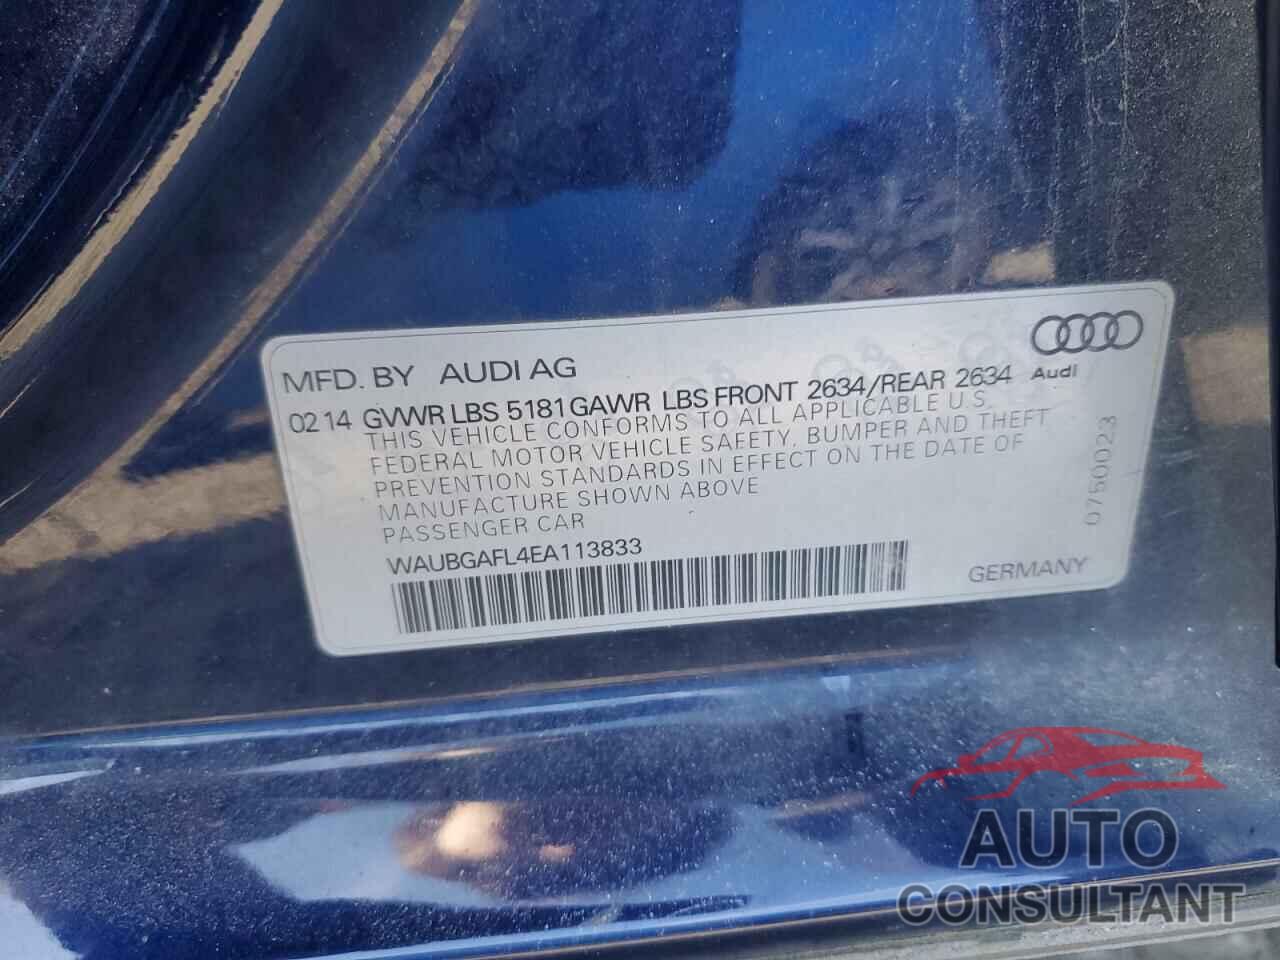 MFD. BY AUDI AG
02 14 GVWR LBS 5181 GAWR LBS FRONT 2634/REAR 2634
Audi
THIS VEHICLE CONFORMS TO ALL APPLICABLE U.S.
FEDERAL MOTOR VEHICLE SAFETY, BUMPER AND THEFT
PREVENTION STANDARDS IN EFFECT ON THE DATE OF
MANUFACTURE SHOWN ABOVE
PASSENGER CAR
WAUBGAFL4EA113833
GERMANY
0750023
AUTO
CONSULTANT